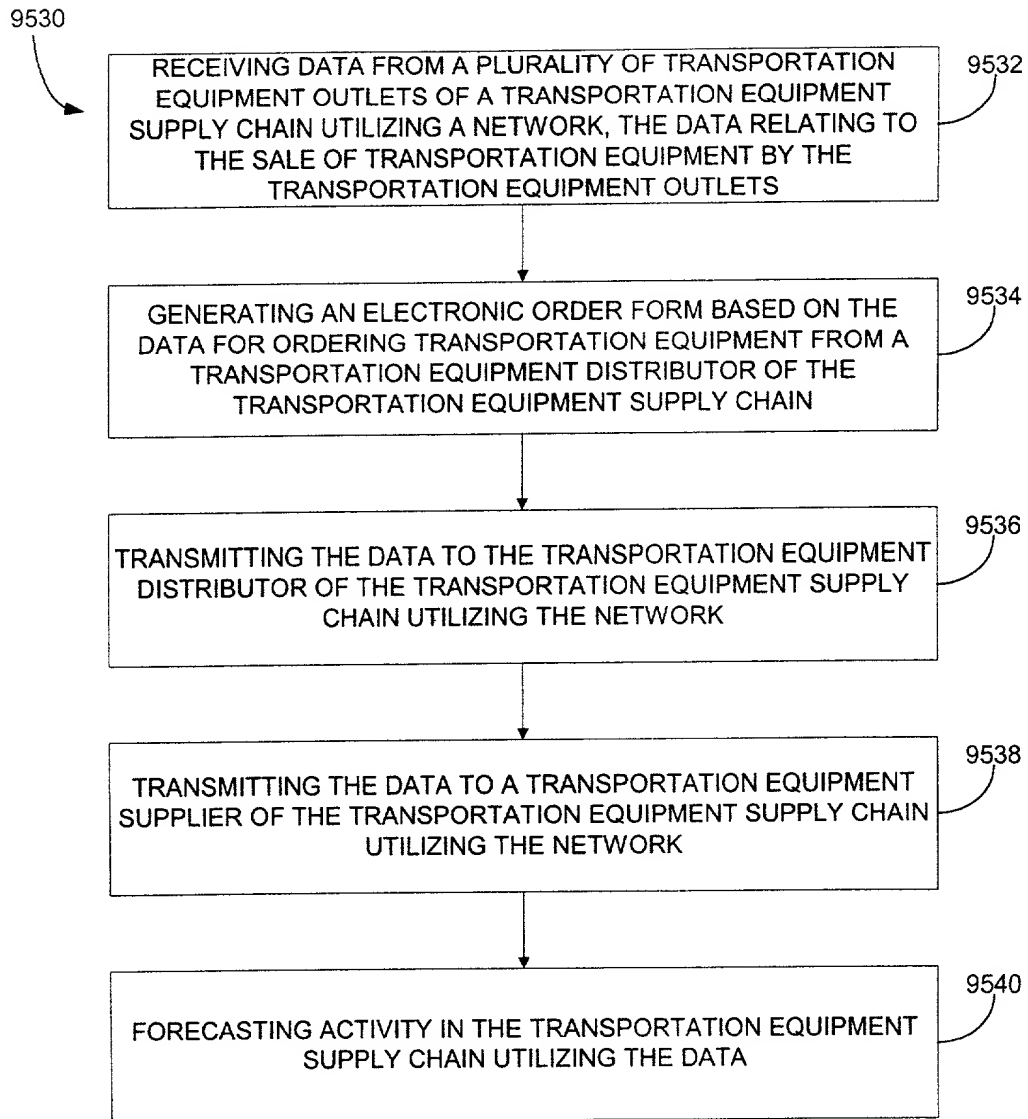 9530
RECEIVING DATA FROM A PLURALITY OF TRANSPORTATION
EQUIPMENT OUTLETS OF A TRANSPORTATION EQUIPMENT
SUPPLY CHAIN UTILIZING A NETWORK, THE DATA RELATING TO
THE SALE OF TRANSPORTATION EQUIPMENT BY THE
TRANSPORTATION EQUIPMENT OUTLETS
9532
GENERATING AN ELECTRONIC ORDER FORM BASED ON THE
DATA FOR ORDERING TRANSPORTATION EQUIPMENT FROM A
TRANSPORTATION EQUIPMENT DISTRIBUTOR OF THE
TRANSPORTATION EQUIPMENT SUPPLY CHAIN
9534
TRANSMITTING THE DATA TO THE TRANSPORTATION EQUIPMENT
DISTRIBUTOR OF THE TRANSPORTATION EQUIPMENT SUPPLY
CHAIN UTILIZING THE NETWORK
9536
TRANSMITTING THE DATA TO A TRANSPORTATION EQUIPMENT
SUPPLIER OF THE TRANSPORTATION EQUIPMENT SUPPLY CHAIN
UTILIZING THE NETWORK
9538
FORECASTING ACTIVITY IN THE TRANSPORTATION EQUIPMENT
SUPPLY CHAIN UTILIZING THE DATA
9540